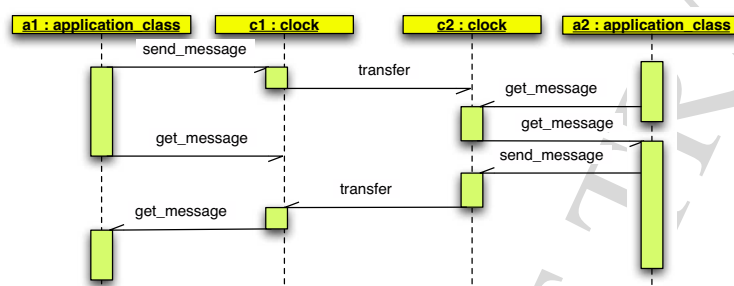 a1 : application_class
c1 : clock
c2 : clock
a2 : application_class
send_message
transfer
get_message
get_message
get_message
send_message
transfer
get_message